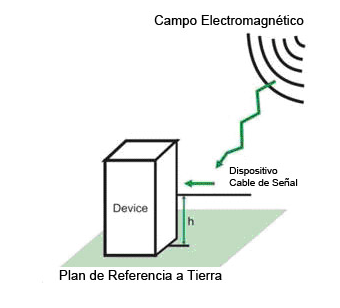 Campo Electromagnético
Dispositivo
Cable de Señal
Device
h
Plan de Referencia a Tierra